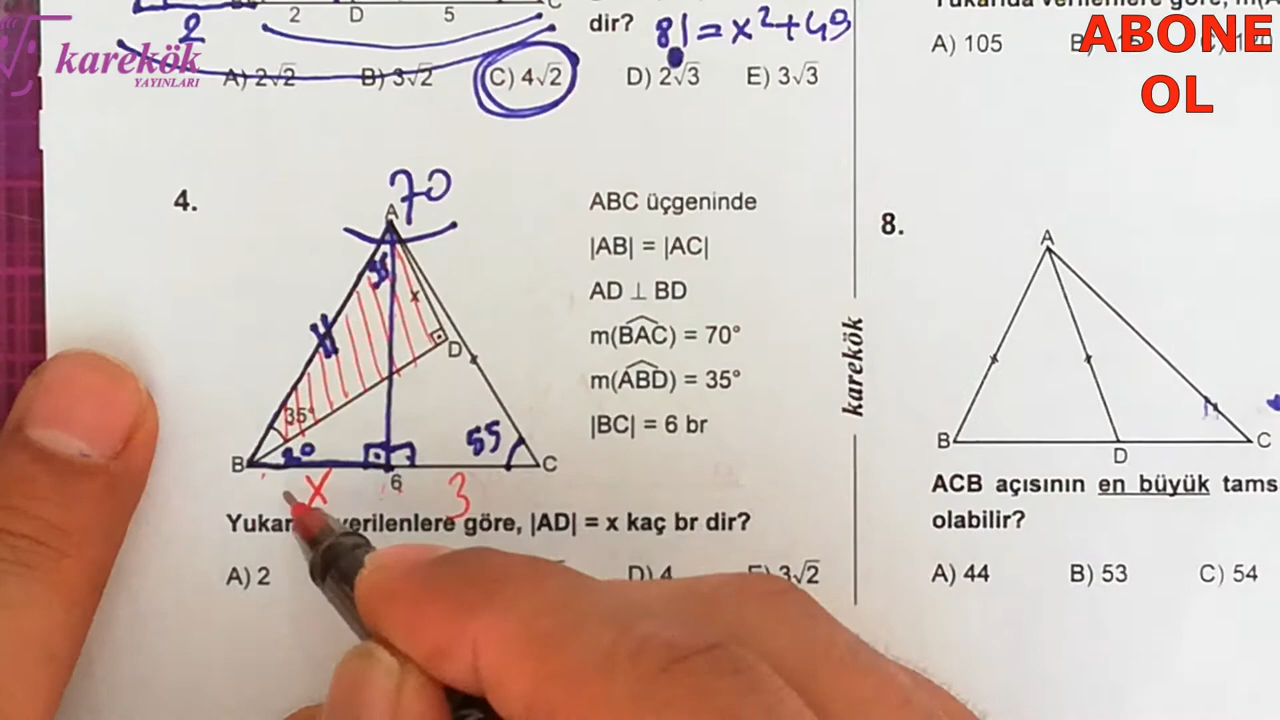 2 D 5 C
2
dir? 81 = x² + 49
A) 2√2 B) 3√2 C) 4√2 D) 2√3 E) 3√3
karekök
YAYINLARI
A) 105
ABONE
OL
4.
70
A
35
x
D
35°
20
55
B
6
C
x
3
ABC üçgeninde
|AB| = |AC|
AD ⊥ BD
m(BAC) = 70°
m(ABD) = 35°
|BC| = 6 br
verilenlere göre, |AD| = x kaç br dir?
A) 2 D) 4 E) 3√2
karekök
8.
A
B
D
C
ACB açısının en büyük tams
olabilir?
A) 44 B) 53 C) 54